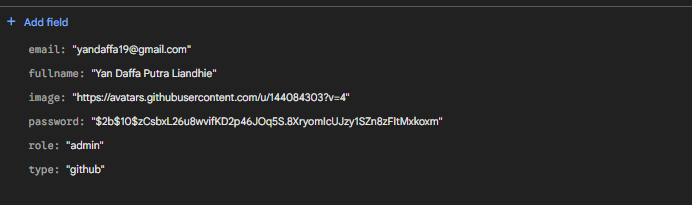 + Add field
email: "yandaffa19@gmail.com"
fullname: "Yan Daffa Putra Liandhie"
image: "https://avatars.githubusercontent.com/u/144084303?v=4"
password: "$2b$10$zCsbxL26u8wvifKD2p46JOq5S.8XryomIcUJzy1SZn8zFItMxkoxm"
role: "admin"
type: "github"